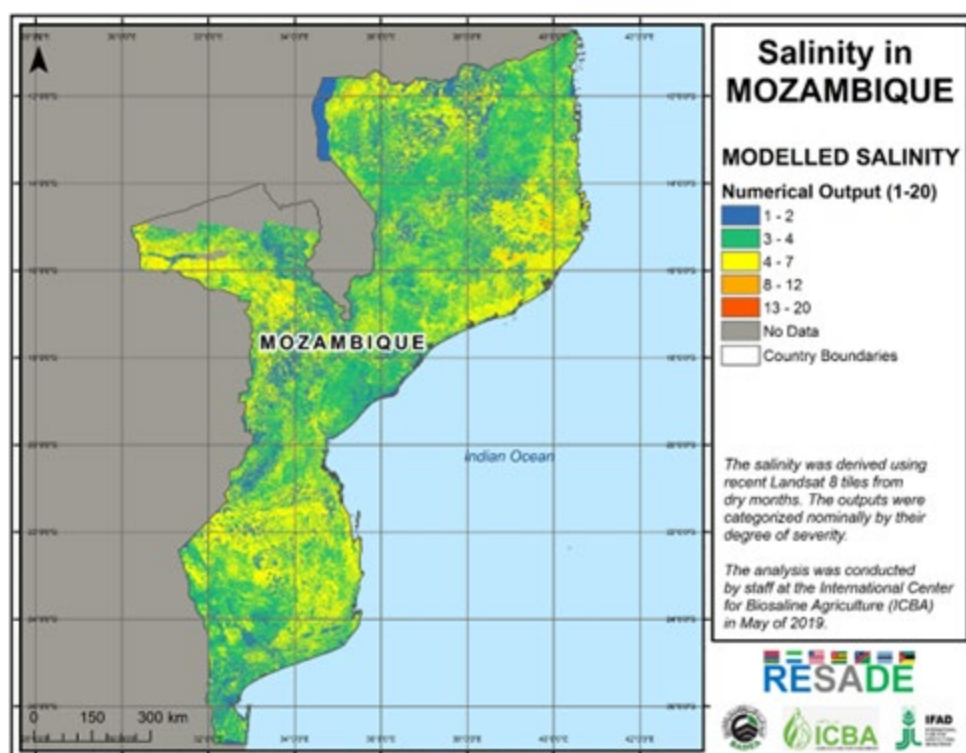 Salinity in
MOZAMBIQUE
MODELLED SALINITY
Numerical Output (1-20)
1 - 2
3 - 4
4 - 7
8 - 12
13 - 20
No Data
Country Boundaries
MOZAMBIQUE
Indian Ocean
The salinity was derived using
recent Landsat 8 tiles from
dry months. The outputs were
categorized nominally by their
degree of severity.
The analysis was conducted
by staff at the International Center
for Biosaline Agriculture (ICBA)
in May of 2019.
0 150 300 km
RESADE
BADEA
ICBA
IFAD